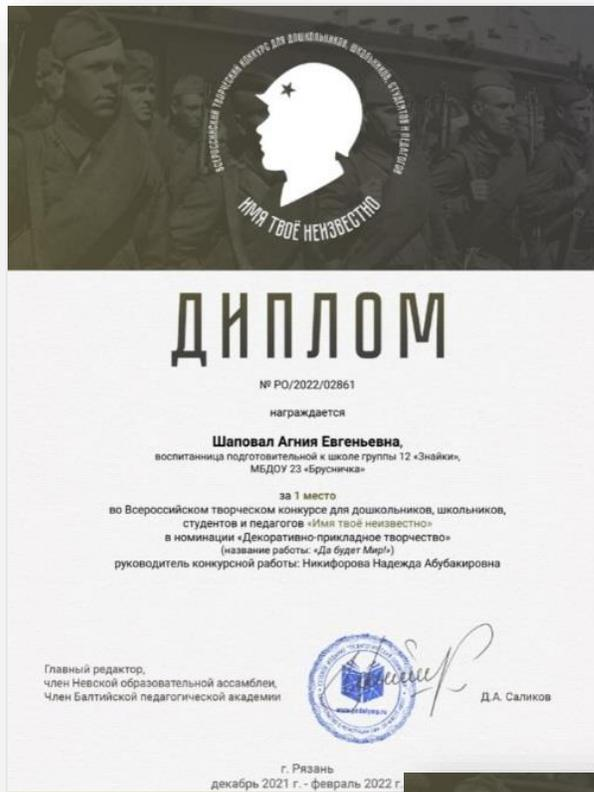 ВСЕРОССИЙСКИЙ ТВОРЧЕСКИЙ КОНКУРС ДЛЯ ДОШКОЛЬНИКОВ, ШКОЛЬНИКОВ, СТУДЕНТОВ И ПЕДАГОГОВ
ИМЯ ТВОЁ НЕИЗВЕСТНО
ДИПЛОМ
№ РО/2022/02861
награждается
Шаповал Агния Евгеньевна,
воспитанница подготовительной к школе группы 12 «Знайки»,
МБДОУ 23 «Брусничка»
за 1 место
во Всероссийском творческом конкурсе для дошкольников, школьников,
студентов и педагогов «Имя твоё неизвестно»
в номинации «Декоративно-прикладное творчество»
(название работы: «Да будет Мир!»)
руководитель конкурсной работы: Никифорова Надежда Абубакировна
Главный редактор,
член Невской образовательной ассамблеи,
Член Балтийской педагогической академии
www.pedolymp.ru
Д.А. Саликов
г. Рязань
декабрь 2021 г. - февраль 2022 г.